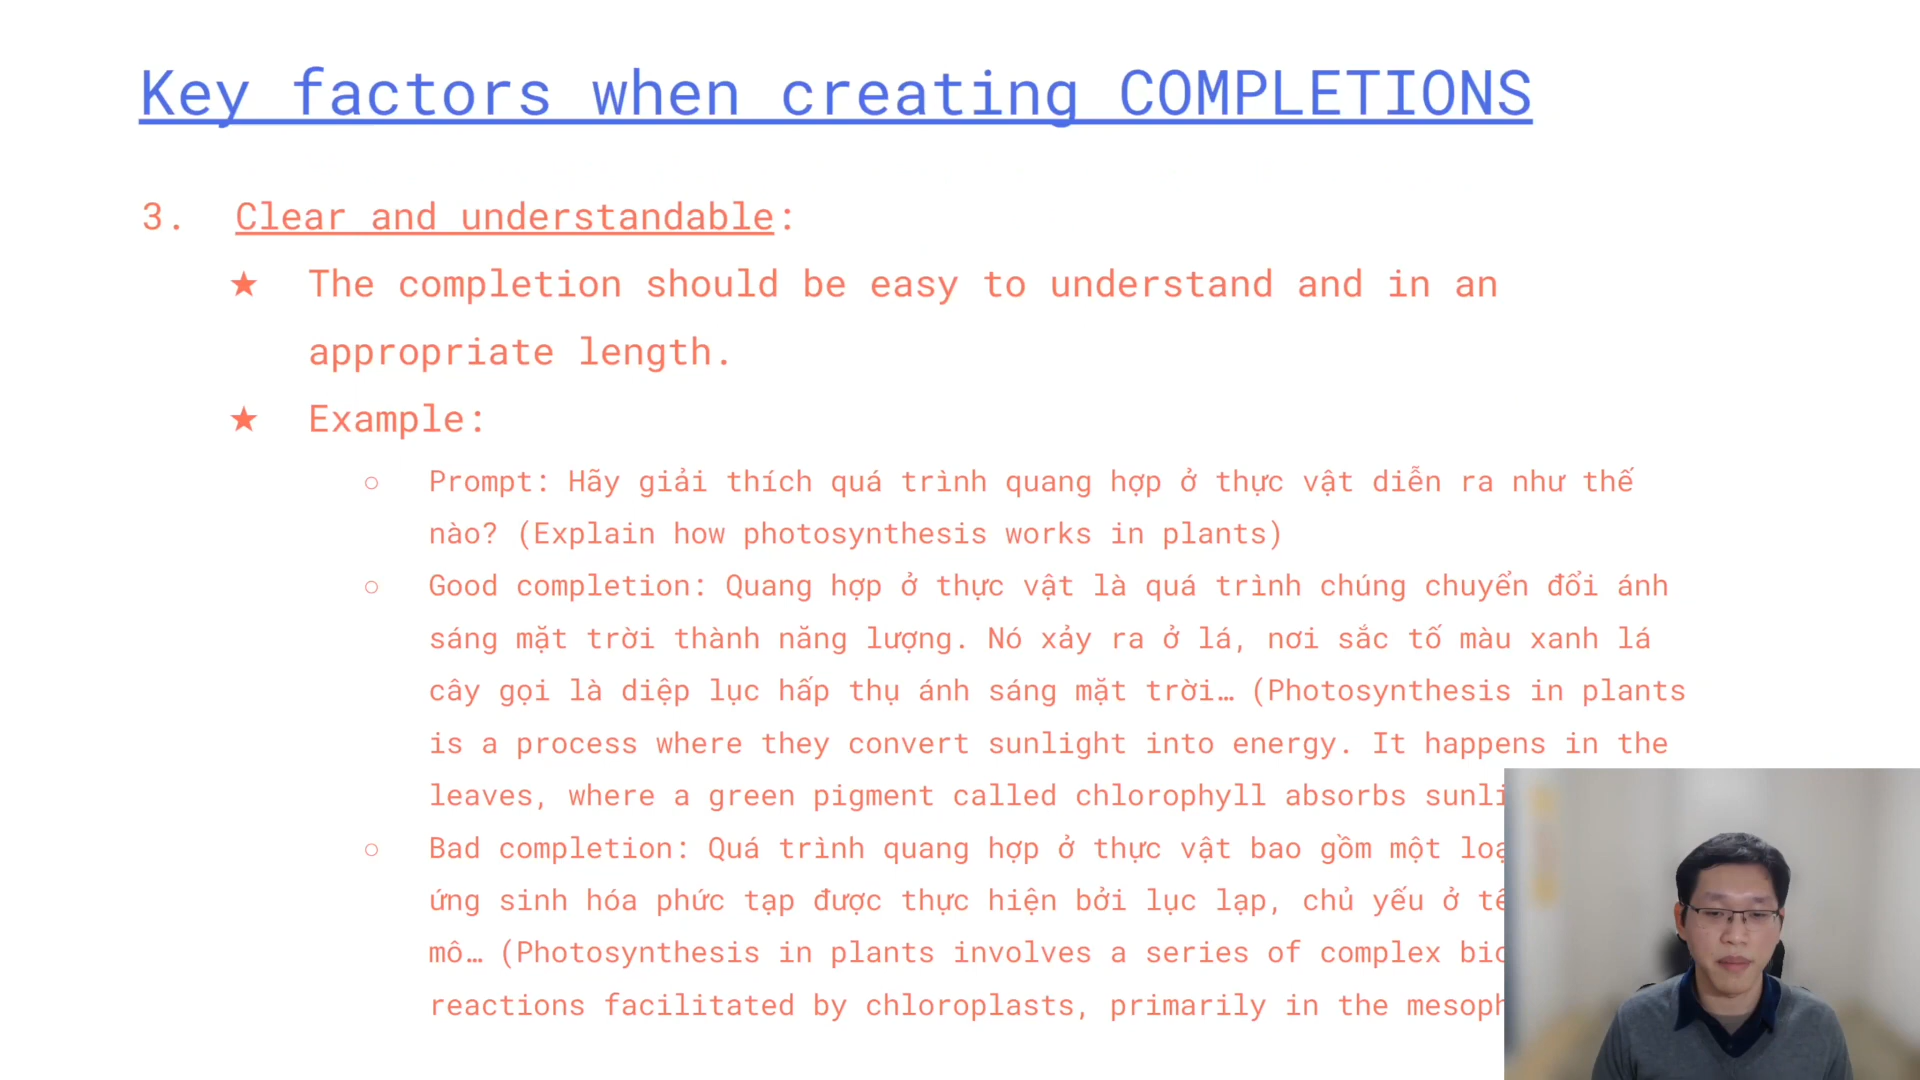 Key factors when creating COMPLETIONS
3. Clear and understandable:
★ The completion should be easy to understand and in an
appropriate length.
★ Example:
○ Prompt: Hãy giải thích quá trình quang hợp ở thực vật diễn ra như thế
nào? (Explain how photosynthesis works in plants)
○ Good completion: Quang hợp ở thực vật là quá trình chúng chuyển đổi ánh
sáng mặt trời thành năng lượng. Nó xảy ra ở lá, nơi sắc tố màu xanh lá
cây gọi là diệp lục hấp thụ ánh sáng mặt trời… (Photosynthesis in plants
is a process where they convert sunlight into energy. It happens in the
leaves, where a green pigment called chlorophyll absorbs
○ Bad completion: Quá trình quang hợp ở thực vật bao gồm một
ứng sinh hóa phức tạp được thực hiện bởi lục lạp, chủ yếu ở
mô… (Photosynthesis in plants involves a series of complex
reactions facilitated by chloroplasts, primarily in the